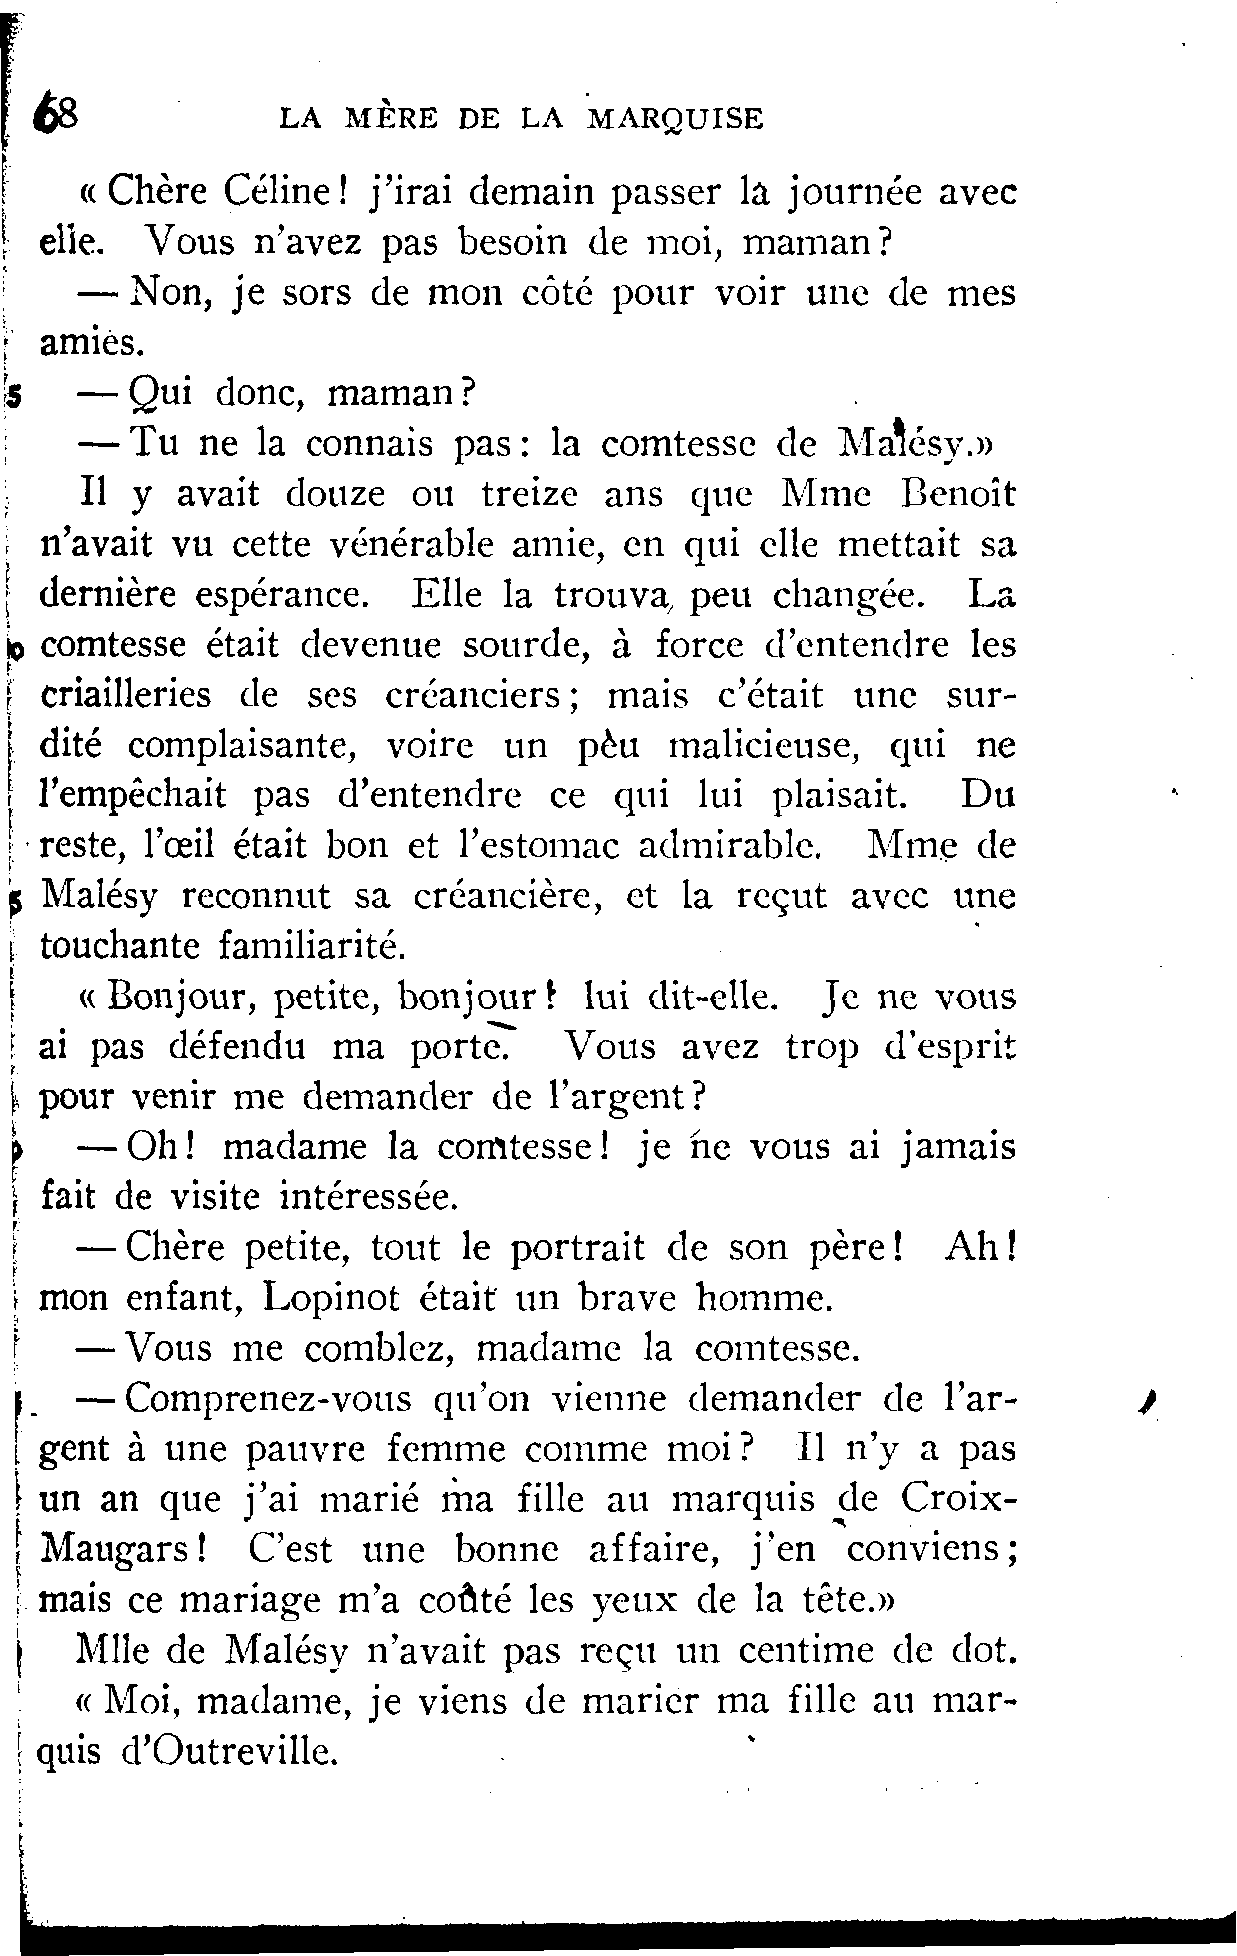 68 LA MÈRE DE LA MARQUISE
« Chère Céline! j'irai demain passer la journée avec
elle. Vous n'avez pas besoin de moi, maman?
— Non, je sors de mon côté pour voir une de mes
amies.
5 — Qui donc, maman?
— Tu ne la connais pas: la comtesse de Malésy.»
Il y avait douze ou treize ans que Mme Benoît
n'avait vu cette vénérable amie, en qui elle mettait sa
dernière espérance. Elle la trouva peu changée. La
10 comtesse était devenue sourde, à force d'entendre les
criailleries de ses créanciers; mais c'était une sur-
dité complaisante, voire un peu malicieuse, qui ne
l'empêchait pas d'entendre ce qui lui plaisait. Du
reste, l'œil était bon et l'estomac admirable. Mme de
5 Malésy reconnut sa créancière, et la reçut avec une
touchante familiarité.
« Bonjour, petite, bonjour! lui dit-elle. Je ne vous
ai pas défendu ma porte. Vous avez trop d'esprit
pour venir me demander de l'argent?
— Oh! madame la comtesse! je ne vous ai jamais
fait de visite intéressée.
— Chère petite, tout le portrait de son père! Ah!
mon enfant, Lopinot était un brave homme.
— Vous me comblez, madame la comtesse.
— Comprenez-vous qu'on vienne demander de l'ar-
gent à une pauvre femme comme moi? Il n'y a pas
un an que j'ai marié ma fille au marquis de Croix-
Maugars! C'est une bonne affaire, j'en conviens;
mais ce mariage m'a coûté les yeux de la tête.»
Mlle de Malésy n'avait pas reçu un centime de dot.
« Moi, madame, je viens de marier ma fille au mar-
quis d'Outreville.